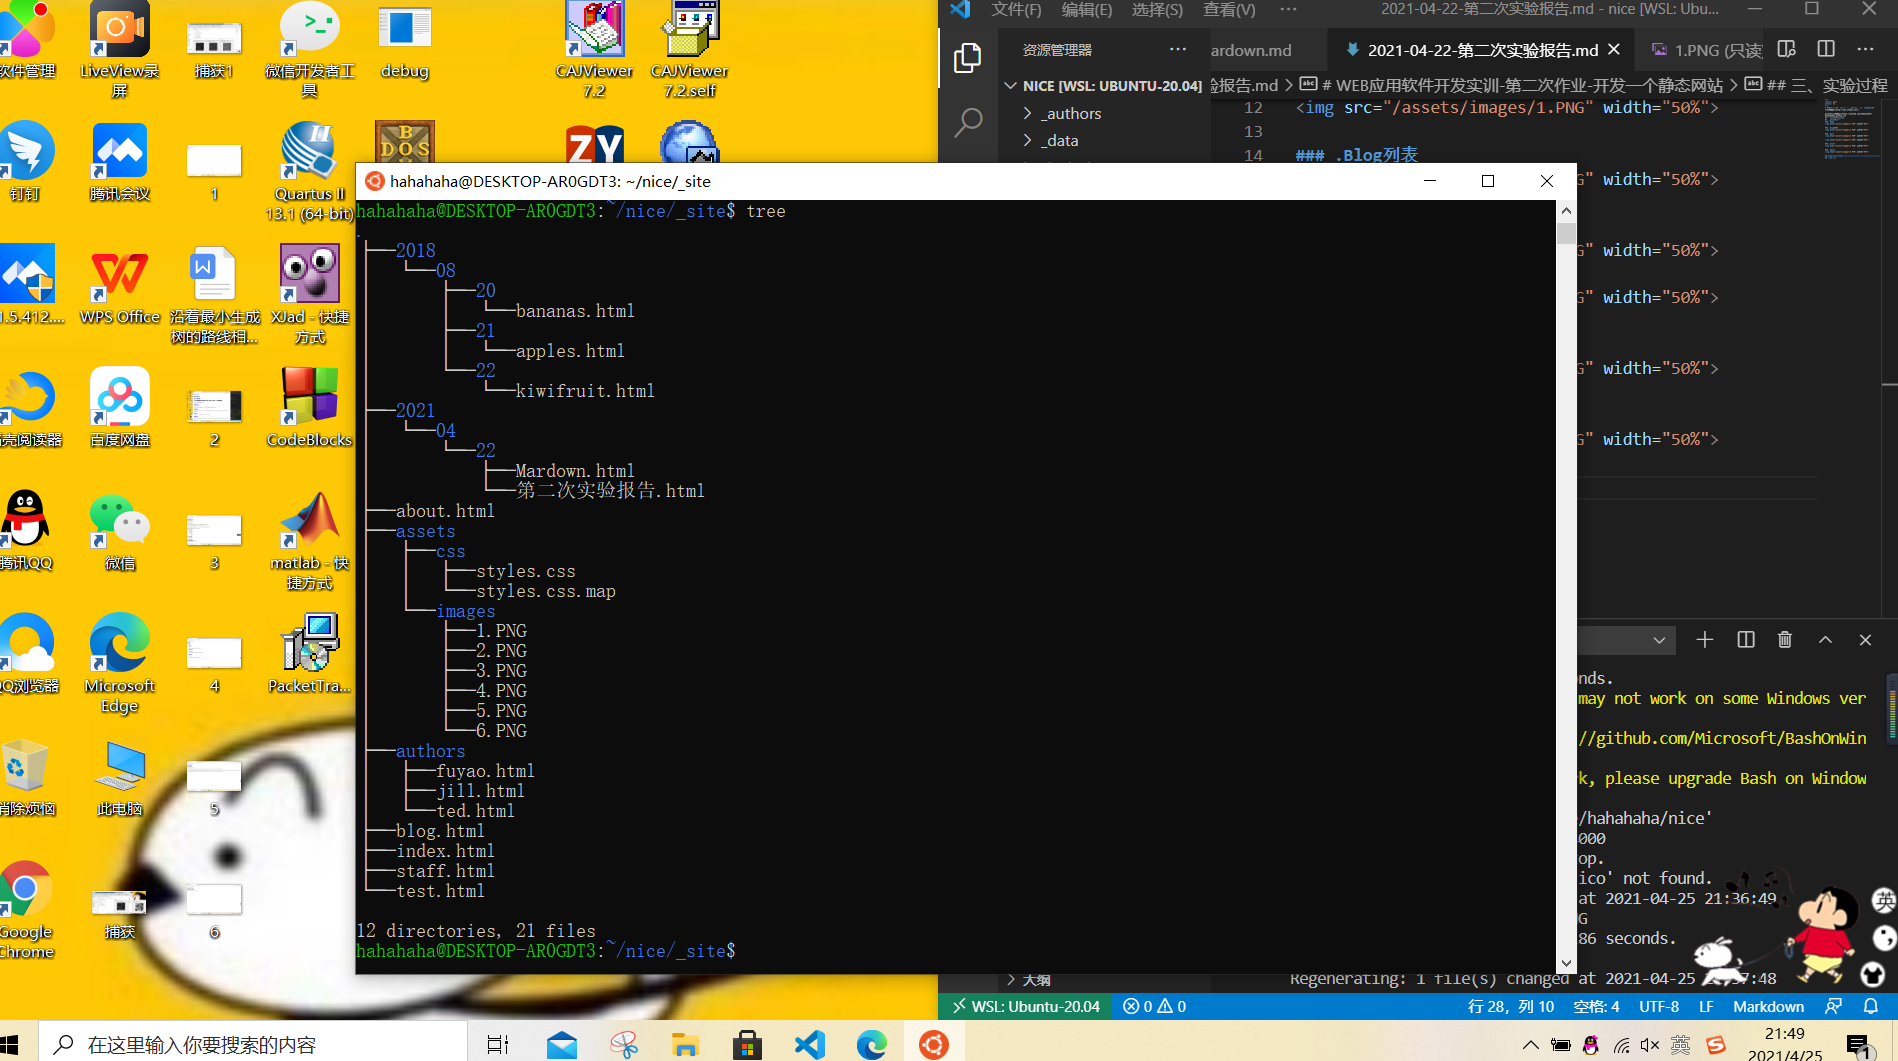 软件管理
LiveView录屏
捕获1
微信开发者工具
debug
CAJViewer 7.2
CAJViewer 7.2.self
钉钉
腾讯会议
1
Quartus II 13.1 (64-bit)
1.5.412....
WPS Office
沿着最小生成树的路线相...
XJad - 快捷方式
壳阅读器
百度网盘
2
CodeBlocks
腾讯QQ
微信
3
matlab - 快捷方式
QQ浏览器
Microsoft Edge
4
PacketTra...
消除烦恼
此电脑
5
Google Chrome
捕获
6
hahahaha@DESKTOP-AR0GDT3: ~/nice/_site
hahahaha@DESKTOP-AR0GDT3:~/nice/_site$ tree
.
├──2018
└──08
├──20
└──bananas.html
├──21
└──apples.html
└──22
└──kiwifruit.html
├──2021
└──04
└──22
├──Mardown.html
└──第二次实验报告.html
├──about.html
├──assets
├──css
├──styles.css
└──styles.css.map
└──images
├──1.PNG
├──2.PNG
├──3.PNG
├──4.PNG
├──5.PNG
└──6.PNG
├──authors
├──fuyao.html
├──jill.html
└──ted.html
├──blog.html
├──index.html
├──staff.html
└──test.html
12 directories, 21 files
hahahaha@DESKTOP-AR0GDT3:~/nice/_site$
文件(F) 编辑(E) 选择(S) 查看(V) ··· 2021-04-22-第二次实验报告.md - nice [WSL: Ubu...
资源管理器 ··· ardown.md 2021-04-22-第二次实验报告.md 1.PNG (只读
NICE [WSL: UBUNTU-20.04] 验报告.md > # WEB应用软件开发实训-第二次作业-开发一个静态网站 > ## 三、实验过程
_authors
_data
12 <img src="/assets/images/1.PNG" width="50%">
13
14 ### .Blog列表
G" width="50%">
G" width="50%">
G" width="50%">
G" width="50%">
G" width="50%">
nds.
may not work on some Windows ver
//github.com/Microsoft/BashOnWin
k, please upgrade Bash on Window
/hahahaha/nice'
000
op.
ico' not found.
at 2021-04-25 21:36:49
G
86 seconds.
大纲
Regenerating: 1 file(s) changed at 2021-04-25 :37:48
英
WSL: Ubuntu-20.04 0 0 行 28，列 10 空格: 4 UTF-8 LF Markdown
在这里输入你要搜索的内容
英
21:49
2021/4/25
1